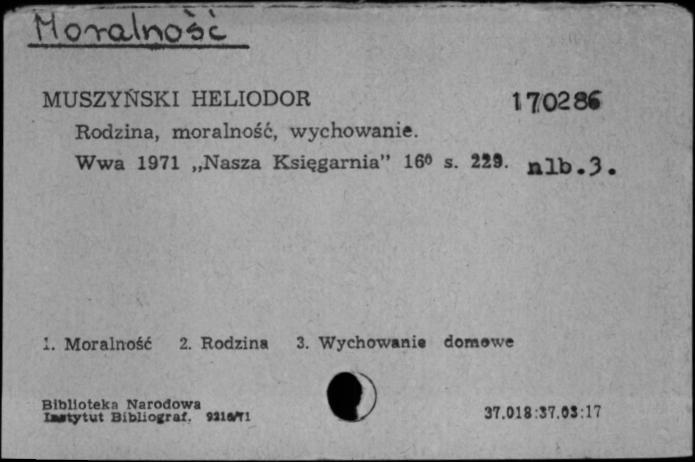 Moralność
MUSZYŃSKI HELIODOR 170286
Rodzina, moralność, wychowanie.
Wwa 1971 „Nasza Księgarnia” 16⁰ s. 229. nlb.3.
1. Moralność 2. Rodzina 3. Wychowanie domowe
Biblioteka Narodowa
Instytut Bibliograf. 9216/71 37.018:37.03:17